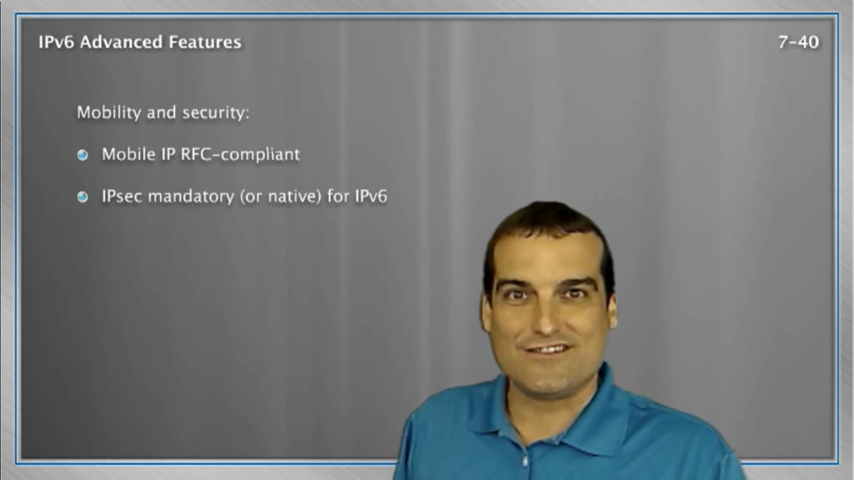 IPv6 Advanced Features
7-40
Mobility and security:
Mobile IP RFC-compliant
IPsec mandatory (or native) for IPv6